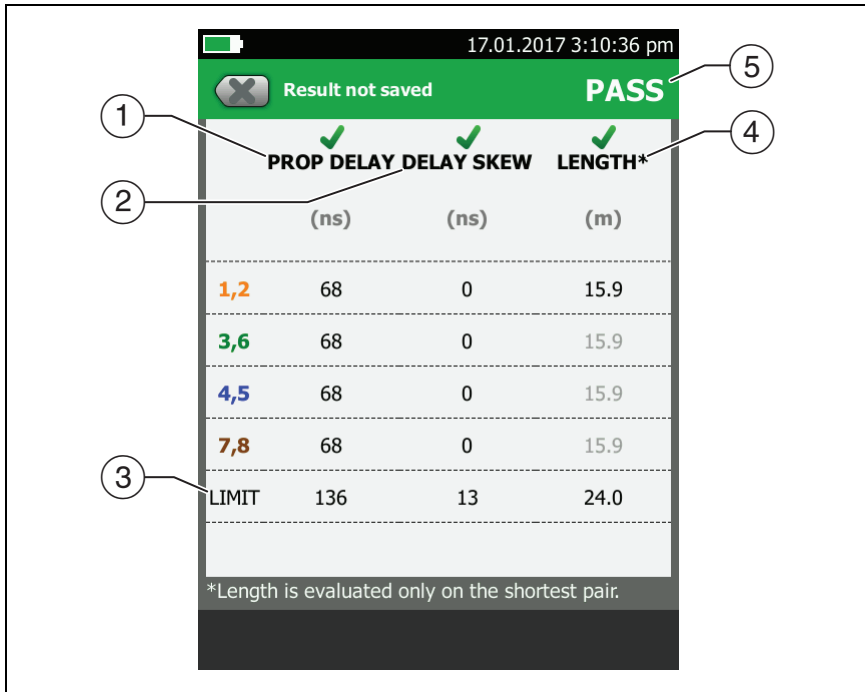 17.01.2017 3:10:36 pm
Result not saved PASS
5
1
PROP DELAY DELAY SKEW LENGTH*
4
2
(ns) (ns) (m)
1,2 68 0 15.9
3,6 68 0 15.9
4,5 68 0 15.9
7,8 68 0 15.9
3
LIMIT 136 13 24.0
*Length is evaluated only on the shortest pair.